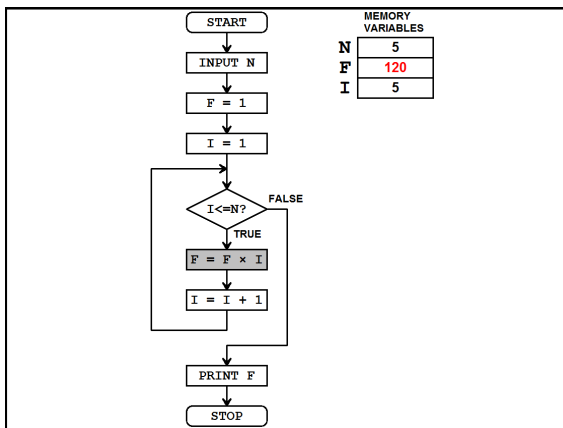 START
INPUT N
F = 1
I = 1
I<=N?
FALSE
TRUE
F = F × I
I = I + 1
PRINT F
STOP
MEMORY
VARIABLES
N 5
F 120
I 5